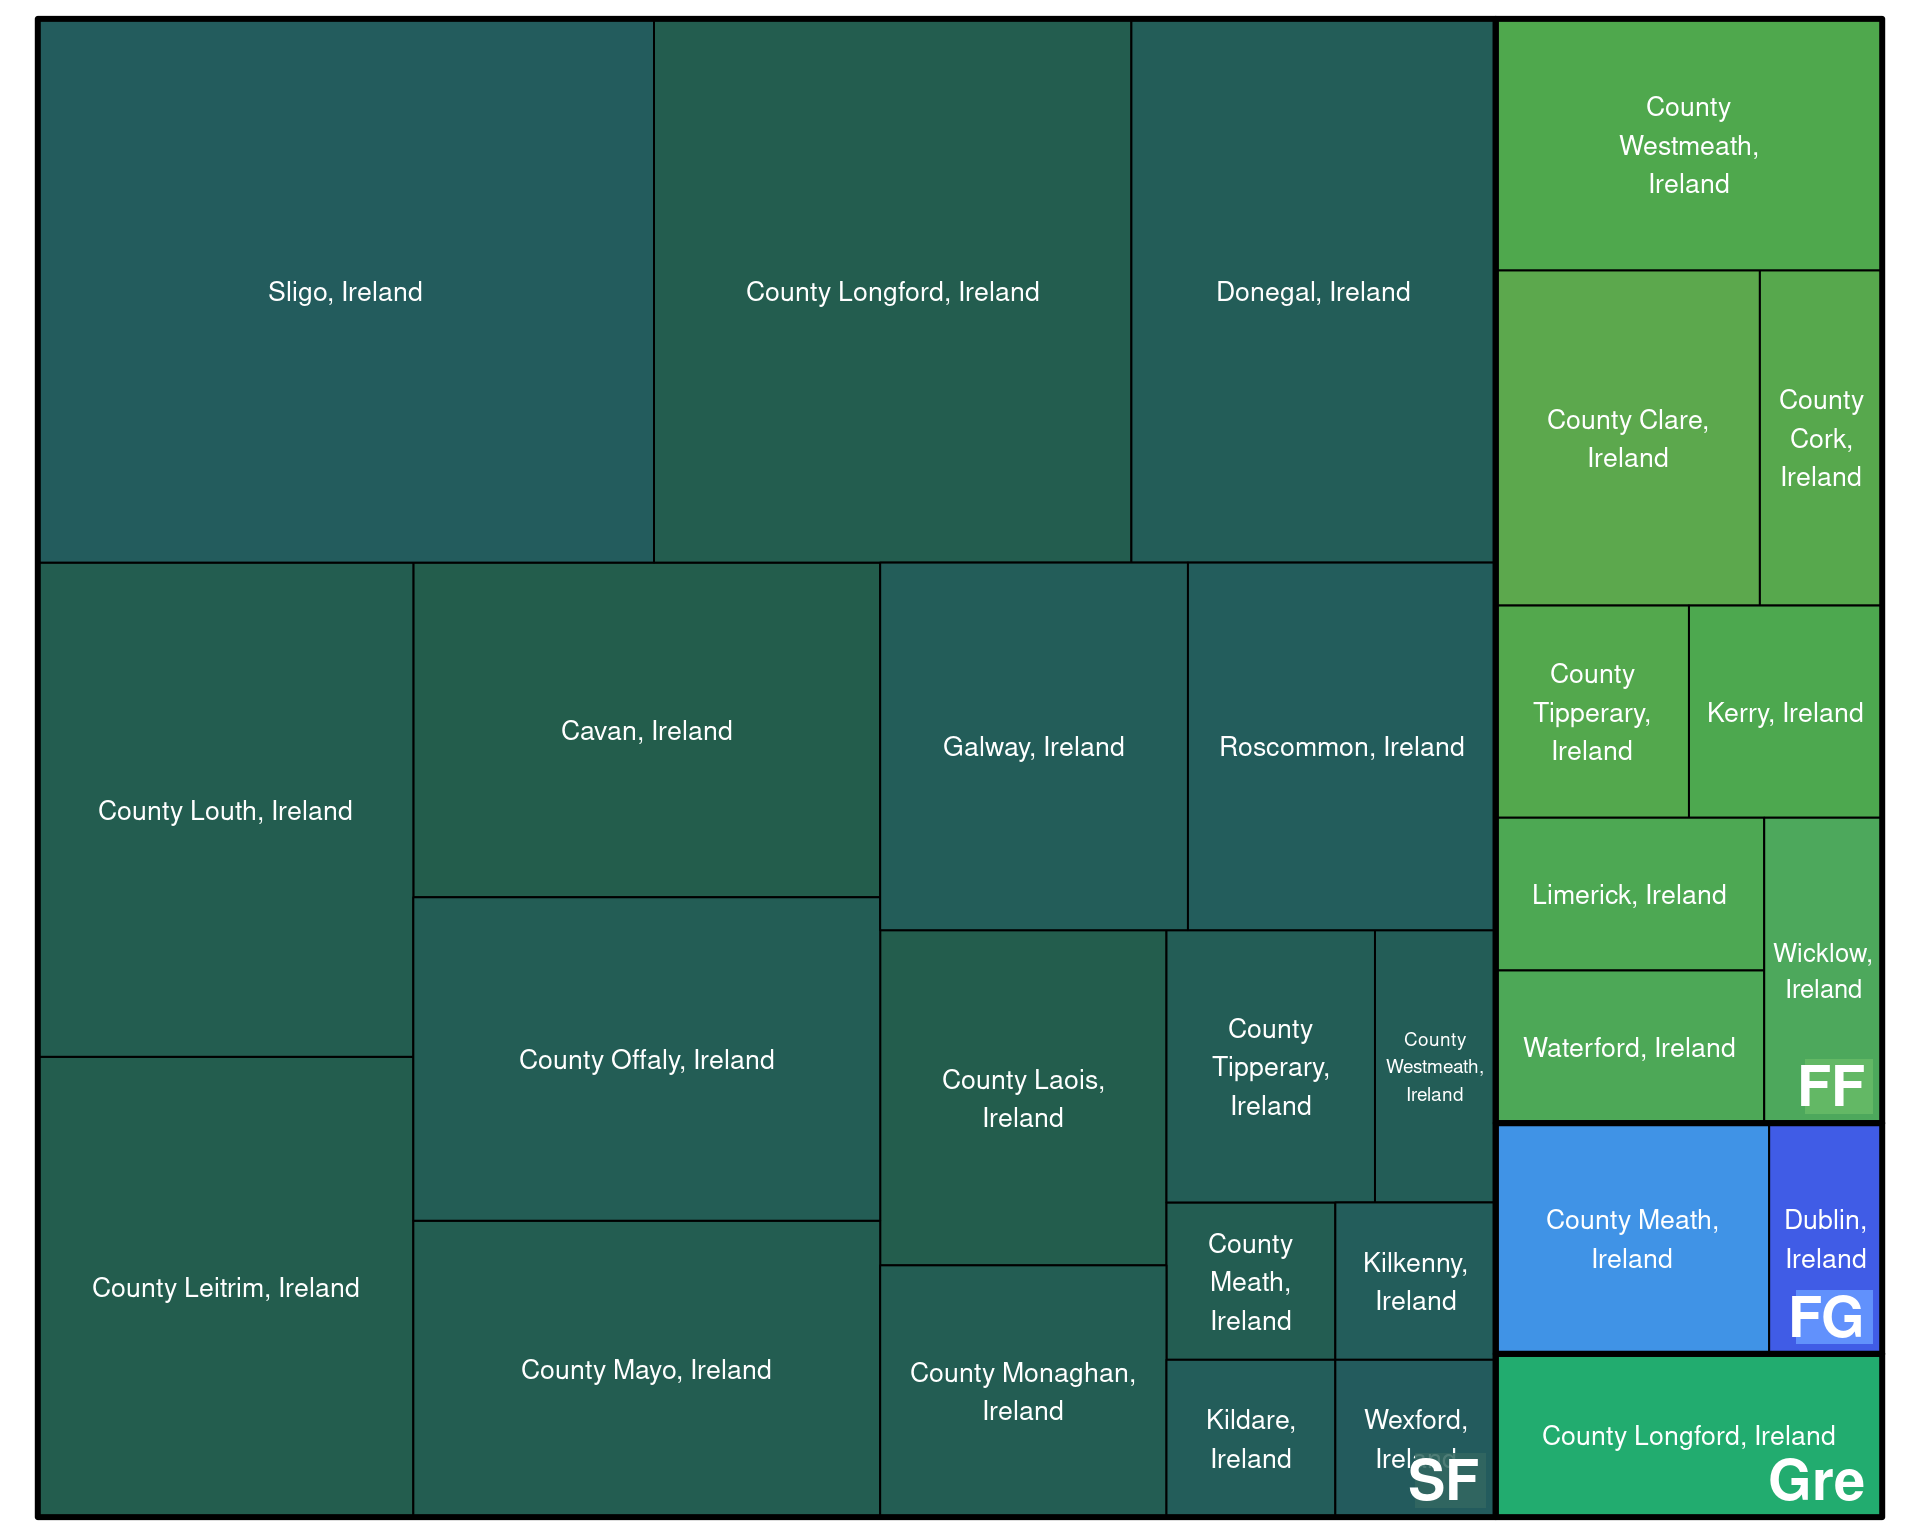 Sligo, Ireland
County Longford, Ireland
Donegal, Ireland
County Louth, Ireland
County Leitrim, Ireland
Cavan, Ireland
County Offaly, Ireland
County Mayo, Ireland
Galway, Ireland
Roscommon, Ireland
County Laois,
Ireland
County Monaghan,
Ireland
County
Tipperary,
Ireland
County
Westmeath,
Ireland
County
Meath,
Ireland
Kilkenny,
Ireland
Kildare,
Ireland
Wexford,
Ireland
SF
County
Westmeath,
Ireland
County Clare,
Ireland
County
Cork,
Ireland
County
Tipperary,
Ireland
Kerry, Ireland
Limerick, Ireland
Waterford, Ireland
Wicklow,
Ireland
FF
County Meath,
Ireland
Dublin,
Ireland
FG
County Longford, Ireland
Gre